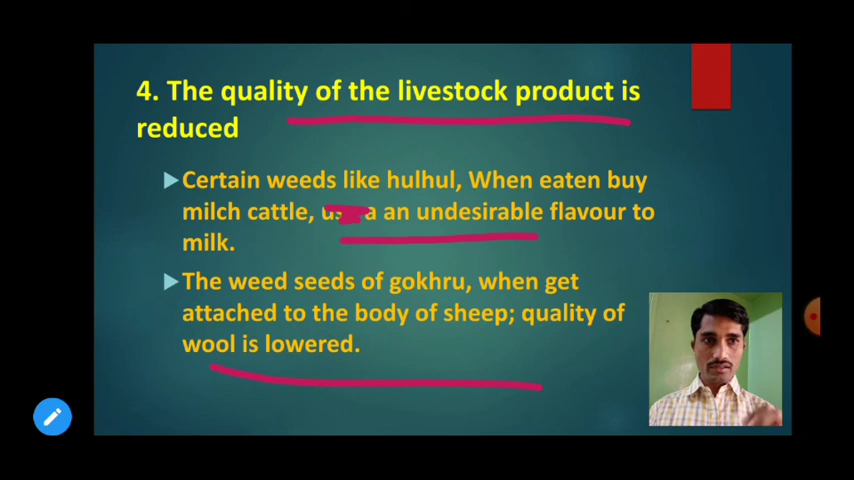 4. The quality of the livestock product is
reduced
Certain weeds like hulhul, When eaten buy
milch cattle, a an undesirable flavour to
milk.
The weed seeds of gokhru, when get
attached to the body of sheep; quality of
wool is lowered.